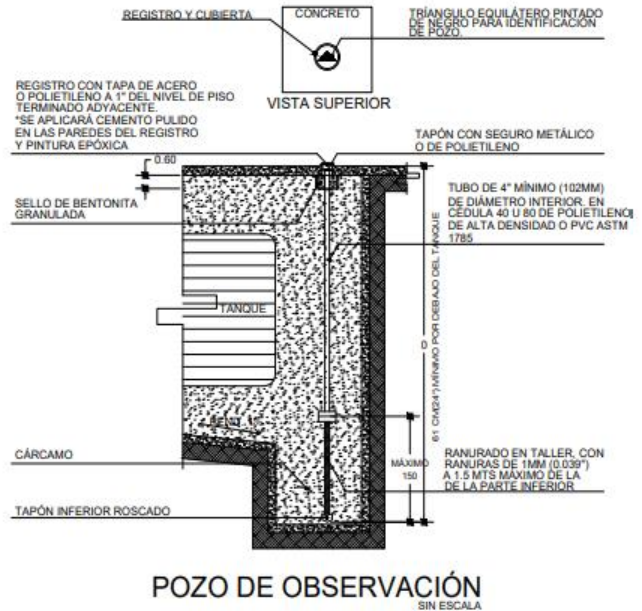 REGISTRO Y CUBIERTA
CONCRETO
TRÍANGULO EQUILÁTERO PINTADO
DE NEGRO PARA IDENTIFICACIÓN
DE POZO.
VISTA SUPERIOR
REGISTRO CON TAPA DE ACERO
O POLIETILENO A 1" DEL NIVEL DE PISO
TERMINADO ADYACENTE.
*SE APLICARÁ CEMENTO PULIDO
EN LAS PAREDES DEL REGISTRO
Y PINTURA EPÓXICA
0.60
TAPÓN CON SEGURO METÁLICO
O DE POLIETILENO
SELLO DE BENTONITA
GRANULADA
TUBO DE 4" MÍNIMO (102MM)
DE DIÁMETRO INTERIOR. EN
CÉDULA 40 U 80 DE POLIETILENO
DE ALTA DENSIDAD O PVC ASTM
1785
TANQUE
61 CM(24") MÍNIMO POR DEBAJO DEL TANQUE
0
CÁRCAMO
MÁXIMO
150
RANURADO EN TALLER, CON
RANURAS DE 1MM (0.039")
A 1.5 MTS MÁXIMO DE LA
DE LA PARTE INFERIOR
TAPÓN INFERIOR ROSCADO
POZO DE OBSERVACIÓN
SIN ESCALA